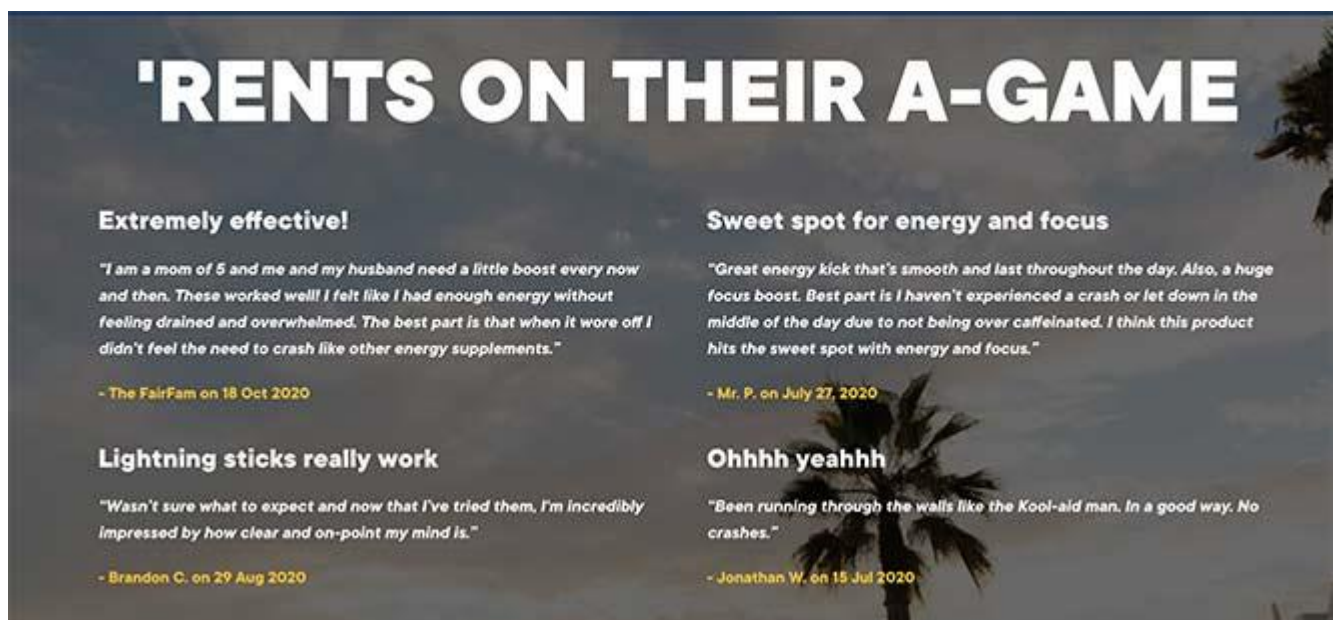 'RENTS ON THEIR A-GAME
Extremely effective!
"I am a mom of 5 and me and my husband need a little boost every now
and then. These worked well! I felt like I had enough energy without
feeling drained and overwhelmed. The best part is that when it wore off I
didn't feel the need to crash like other energy supplements."
- The FairFam on 18 Oct 2020
Sweet spot for energy and focus
"Great energy kick that's smooth and last throughout the day. Also, a huge
focus boost. Best part is I haven't experienced a crash or let down in the
middle of the day due to not being over caffeinated. I think this product
hits the sweet spot with energy and focus."
- Mr. P. on July 27, 2020
Lightning sticks really work
"Wasn't sure what to expect and now that I've tried them, I'm incredibly
impressed by how clear and on-point my mind is."
- Brandon C. on 29 Aug 2020
Ohhhh yeahhh
"Been running through the walls like the Kool-aid man. In a good way. No
crashes."
- Jonathan W. on 15 Jul 2020